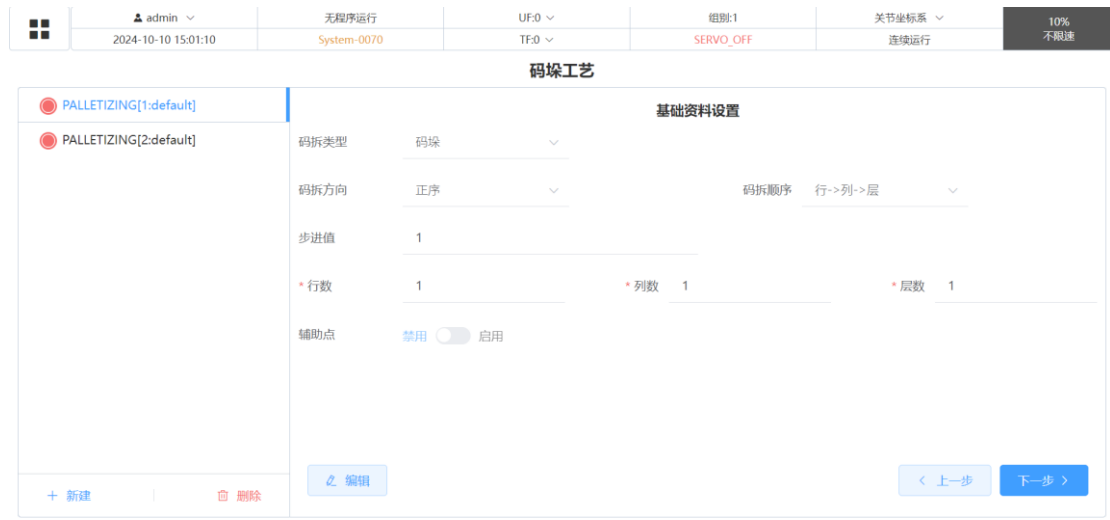 admin 无程序运行 UF:0 组别:1 关节坐标系 10%
2024-10-10 15:01:10 System-0070 TF:0 SERVO_OFF 连续运行 不限速
码垛工艺
PALLETIZING[1:default] 基础资料设置
PALLETIZING[2:default] 码拆类型 码垛
码拆方向 正序 码拆顺序 行->列->层
步进值 1
* 行数 1 * 列数 1 * 层数 1
辅助点 禁用 启用
编辑 上一步 下一步
+ 新建 删除